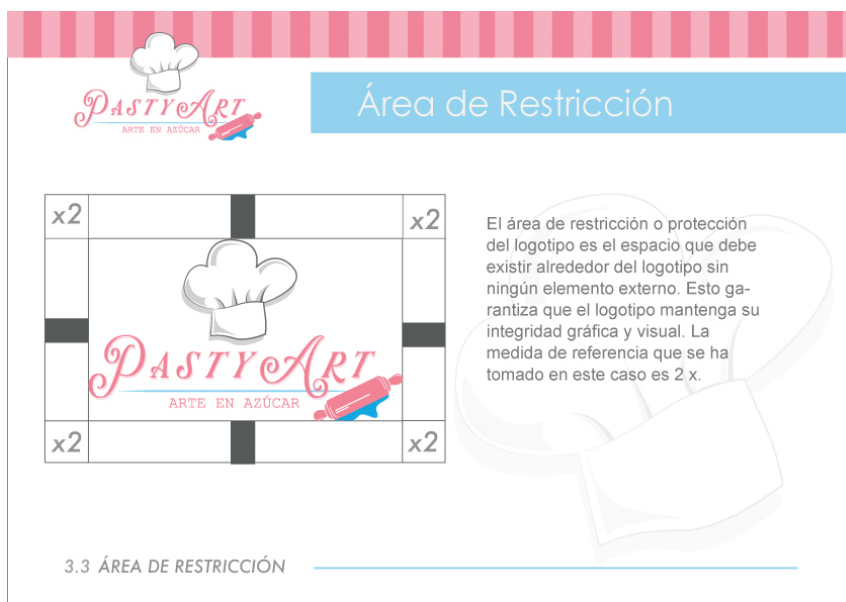 PASTYART
ARTE EN AZÚCAR
Área de Restricción
x2
x2
PASTYART
ARTE EN AZÚCAR
x2
x2
El área de restricción o protección
del logotipo es el espacio que debe
existir alrededor del logotipo sin
ningún elemento externo. Esto ga-
rantiza que el logotipo mantenga su
integridad gráfica y visual. La
medida de referencia que se ha
tomado en este caso es 2 x.
3.3 ÁREA DE RESTRICCIÓN